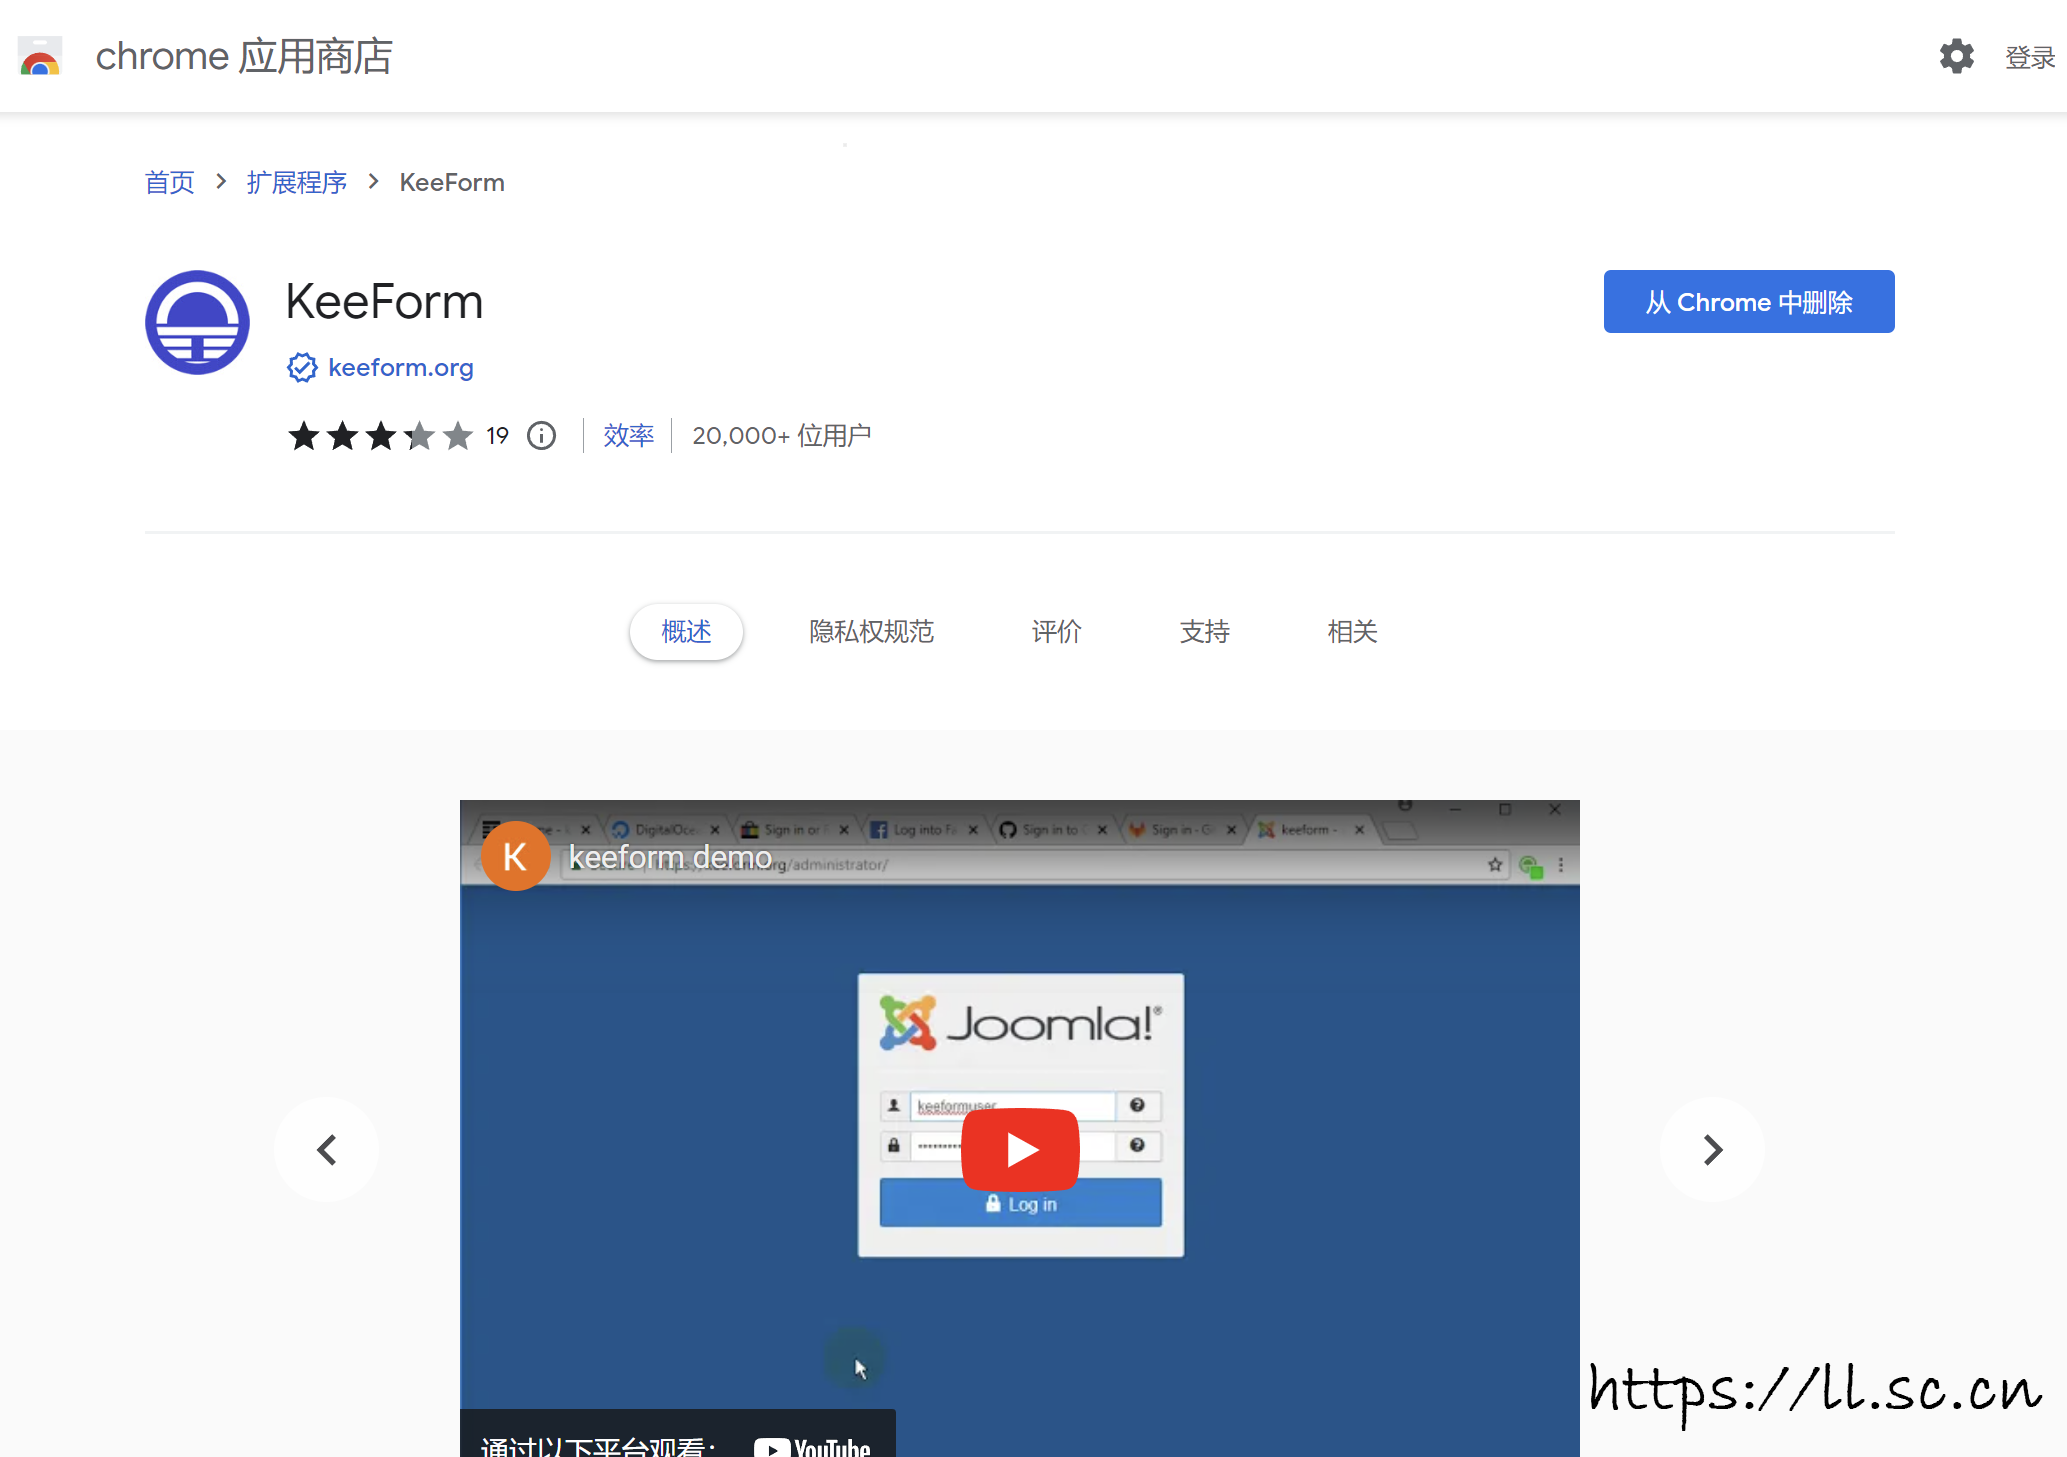 chrome 应用商店
登录
首页 > 扩展程序 > KeeForm
KeeForm
从 Chrome 中删除
keeform.org
19
效率
20,000+ 位用户
概述
隐私权规范
评价
支持
相关
DigitalOce
Sign in or
Log into Fa
Sign in to
Sign in - G
keeform -
K
keeform demo
/administrator/
Joomla!®
keeformuser
Log in
通过以下平台观看：
YouTube
https://ll.sc.cn